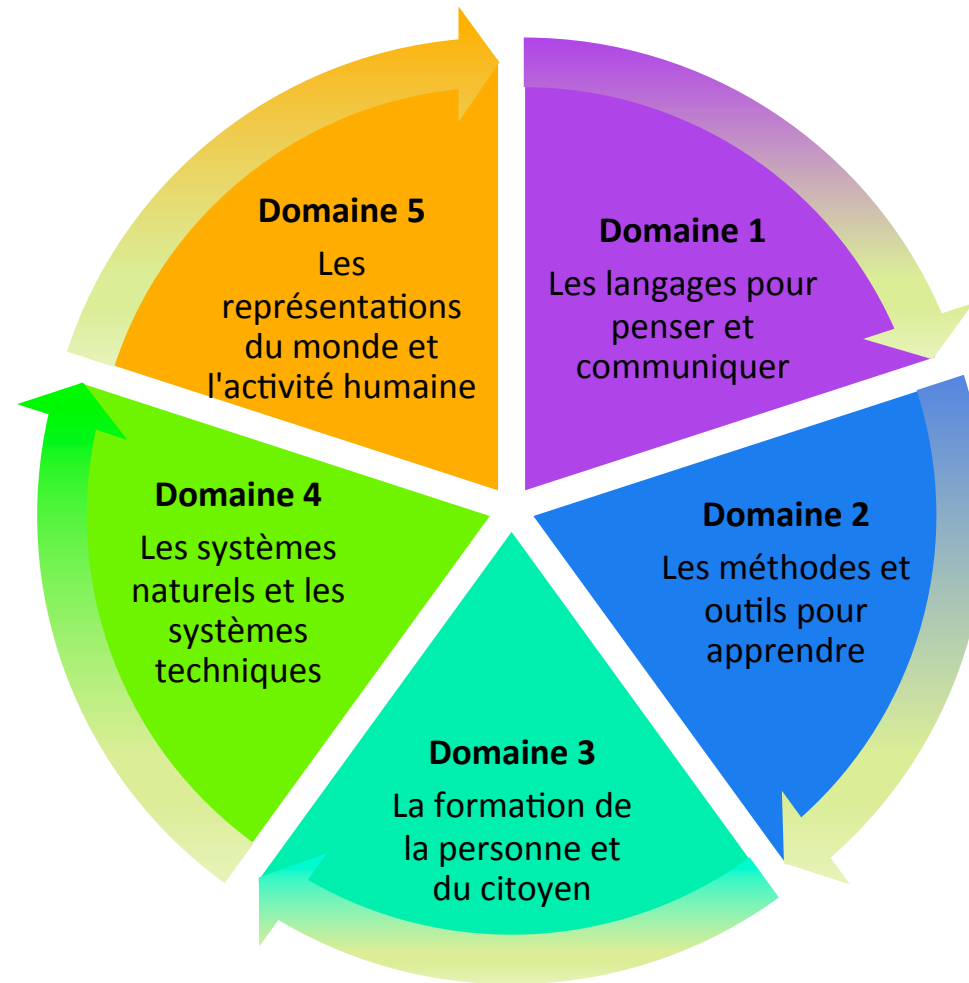 Domaine 1
Les langages pour
penser et
communiquer
Domaine 2
Les méthodes et
outils pour
apprendre
Domaine 3
La formation de
la personne et
du citoyen
Domaine 4
Les systèmes
naturels et les
systèmes
techniques
Domaine 5
Les
représentations
du monde et
l'activité humaine